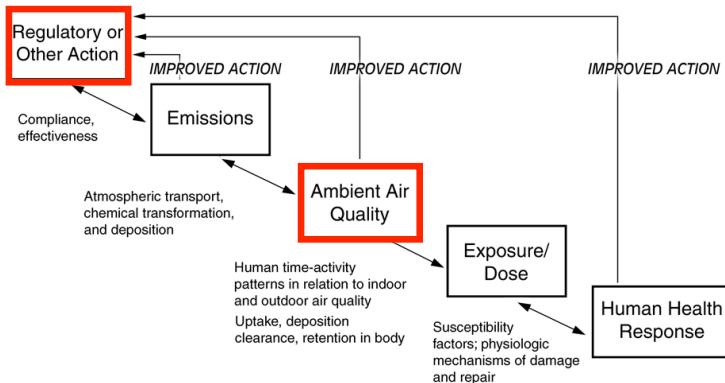 Regulatory or
Other Action
IMPROVED ACTION
IMPROVED ACTION
IMPROVED ACTION
Compliance,
effectiveness
Emissions
Atmospheric transport,
chemical transformation,
and deposition
Ambient Air
Quality
Human time-activity
patterns in relation to indoor
and outdoor air quality
Uptake, deposition
clearance, retention in body
Exposure/
Dose
Susceptibility
factors; physiologic
mechanisms of damage
and repair
Human Health
Response